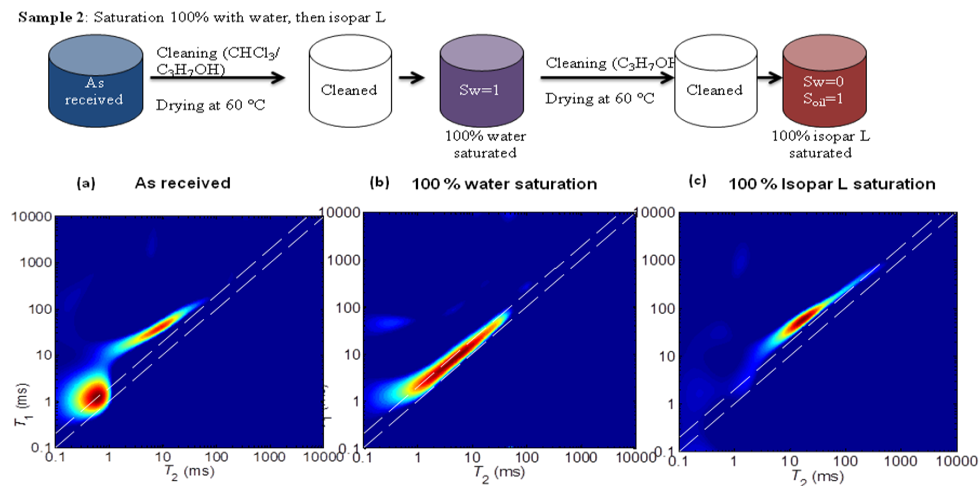 Sample 2: Saturation 100% with water, then isopar L
As
received
Cleaning (CHCl3/
C3H7OH)
Drying at 60 °C
Cleaned
Sw=1
100% water
saturated
Cleaning (C3H7OH
Drying at 60 °C
Cleaned
Sw=0
Soil=1
100% isopar L
saturated
(a) As received
(b) 100 % water saturation
(c) 100 % Isopar L saturation
10000
1000
100
10
1
0.1
T1 (ms)
0.1 1 10 100 1000 10000
T2 (ms)
10000
1000
100
10
1
0.1
0.1 1 10 100 1000 10000
T2 (ms)
10000
1000
100
10
1
0.1
0.1 1 10 100 1000 10000
T2 (ms)